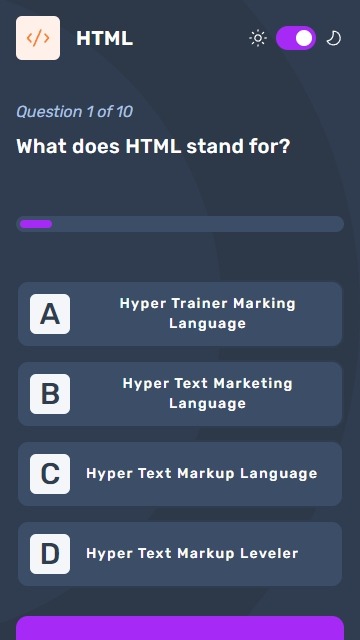 HTML
Question 1 of 10
What does HTML stand for?
A
Hyper Trainer Marking
Language
B
Hyper Text Marketing
Language
C
Hyper Text Markup Language
D
Hyper Text Markup Leveler